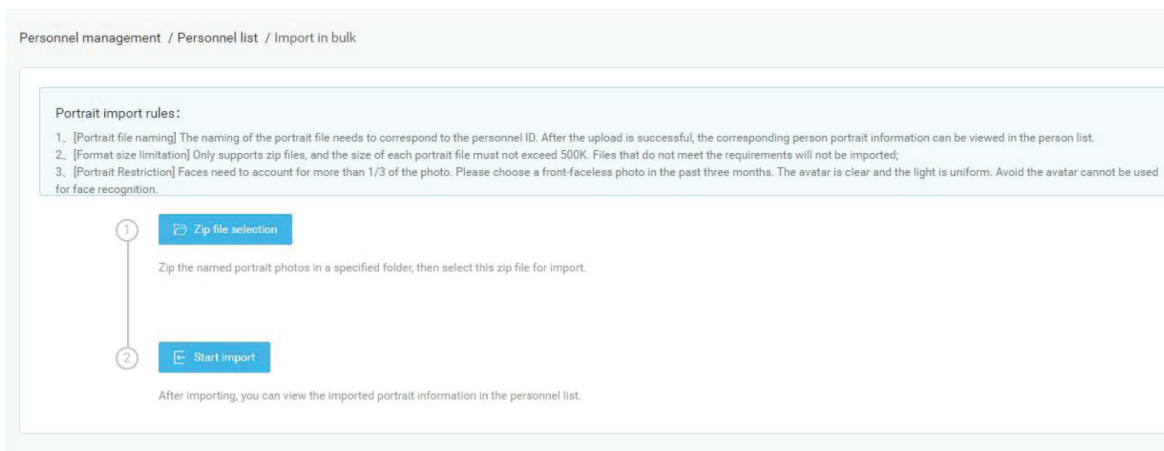 Personnel management / Personnel list / Import in bulk
Portrait import rules:
1、[Portrait file naming] The naming of the portrait file needs to correspond to the personnel ID. After the upload is successful, the corresponding person portrait information can be viewed in the person list.
2、[Format size limitation] Only supports zip files, and the size of each portrait file must not exceed 500K. Files that do not meet the requirements will not be imported;
3、[Portrait Restriction] Faces need to account for more than 1/3 of the photo. Please choose a front-faceless photo in the past three months. The avatar is clear and the light is uniform. Avoid the avatar cannot be used
for face recognition.
1
Zip file selection
Zip the named portrait photos in a specified folder, then select this zip file for import.
2
Start import
After importing, you can view the imported portrait information in the personnel list.